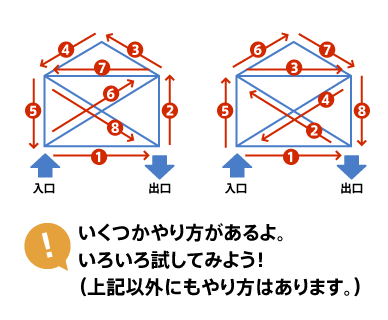 4 3
7
5 6 2
8
1
入口 出口
6 7
3
5 4 8
2
1
入口 出口
!
いくつかやり方があるよ。
いろいろ試してみよう!
（上記以外にもやり方はあります。）